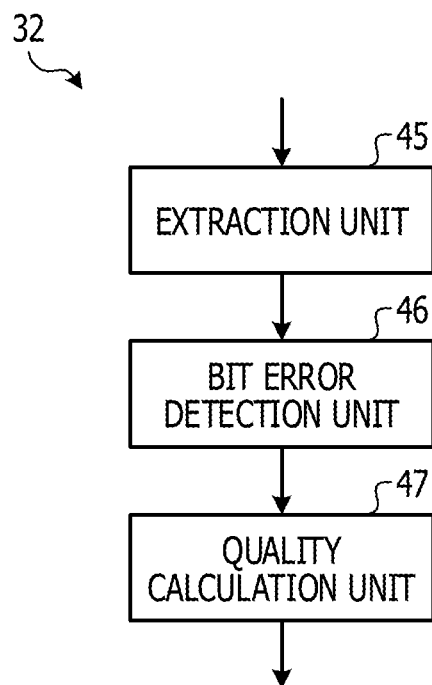 32
45
EXTRACTION UNIT
46
BIT ERROR
DETECTION UNIT
47
QUALITY
CALCULATION UNIT